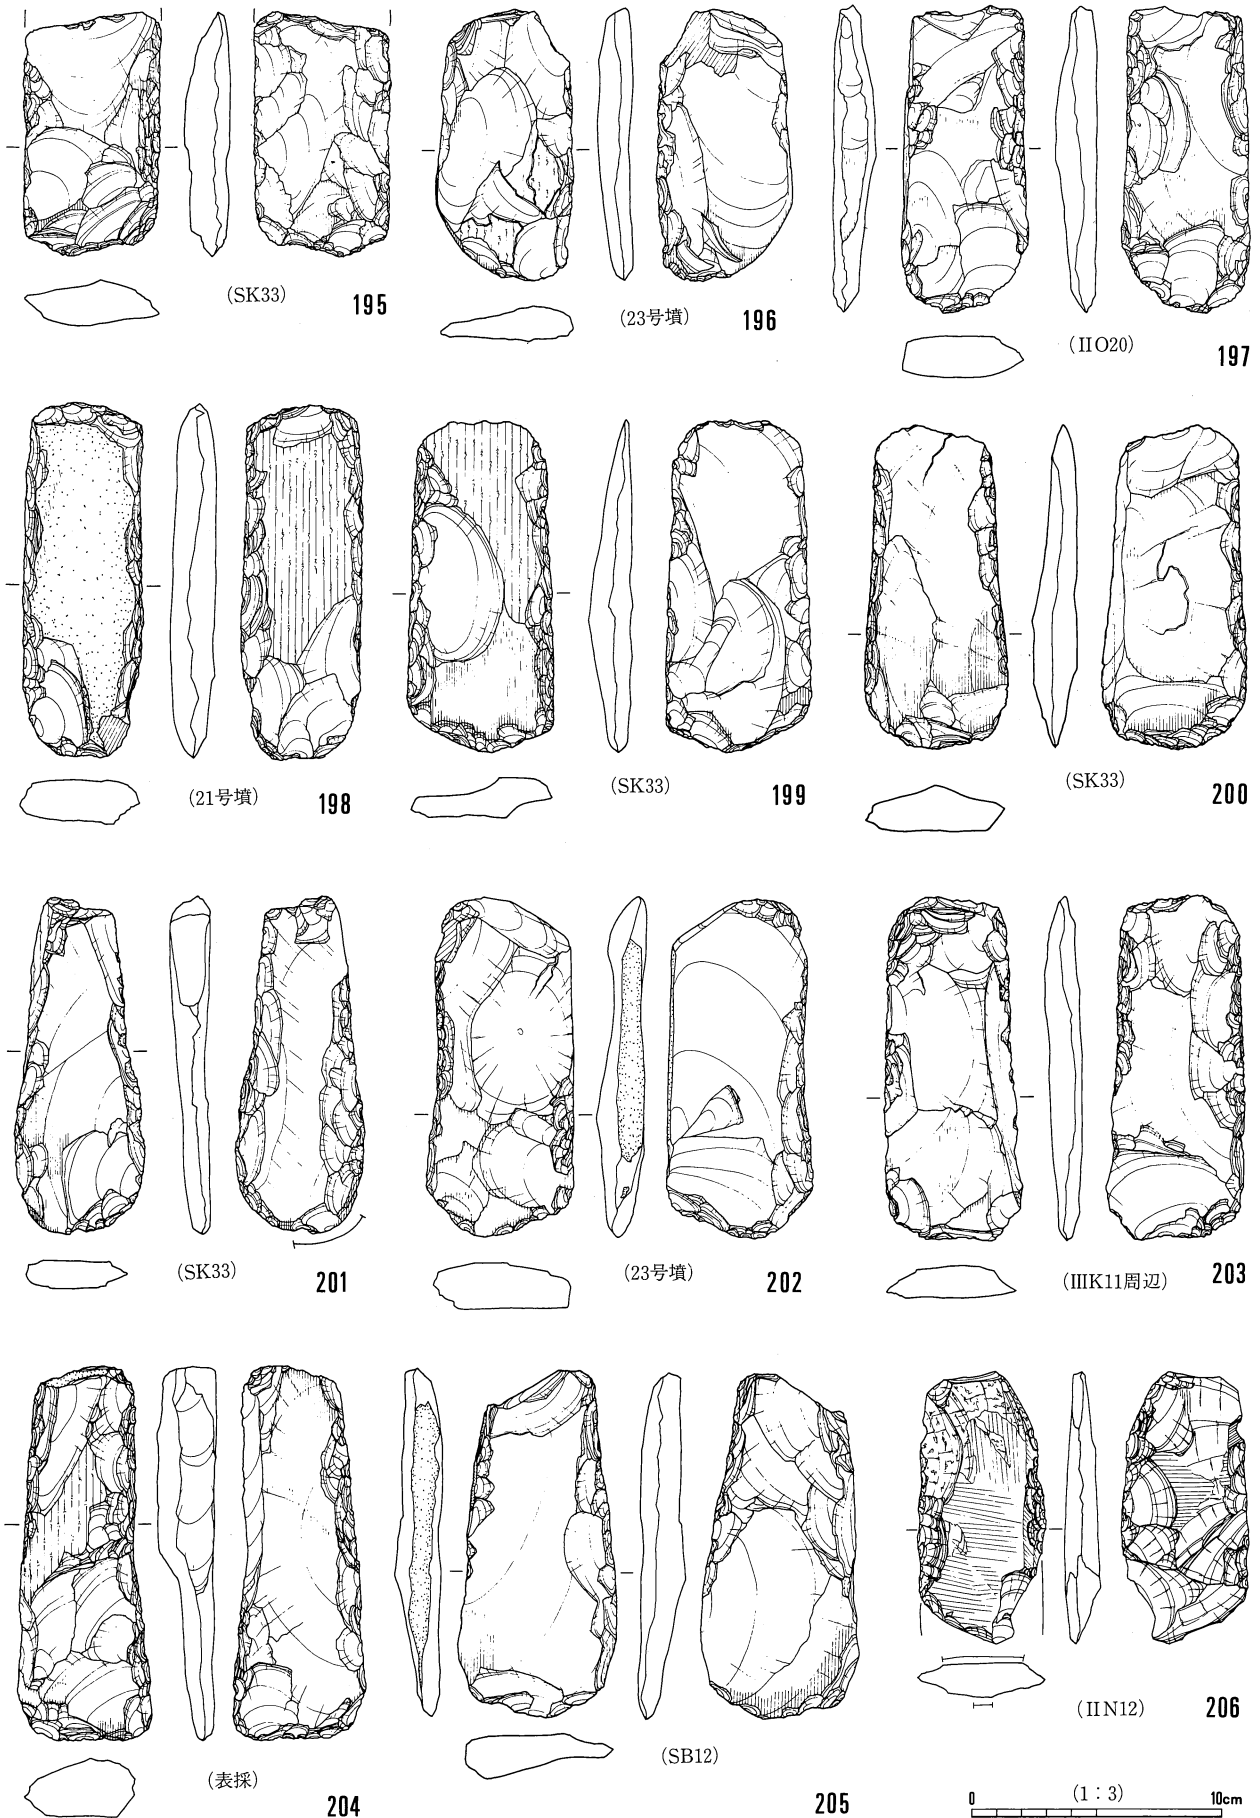 (SK33) 195
(23号墳) 196
(IIO20) 197
(21号墳) 198
(SK33) 199
(SK33) 200
(SK33) 201
(23号墳) 202
(IIIK11周辺) 203
(表採) 204
(SB12) 205
(IIN12) 206
(1：3)
0 10cm